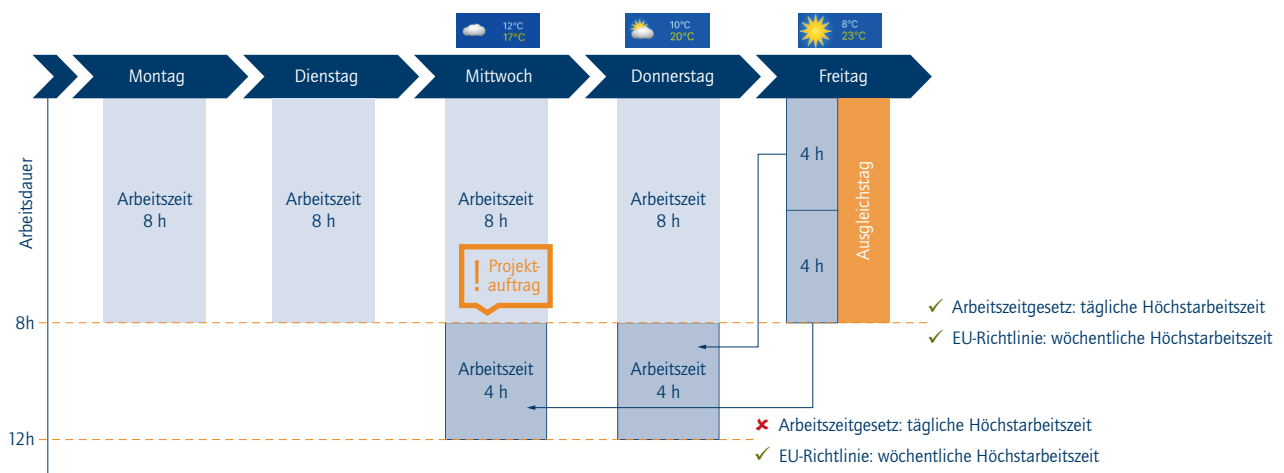 12°C
17°C
10°C
20°C
8°C
23°C
Montag
Dienstag
Mittwoch
Donnerstag
Freitag
Arbeitsdauer
Arbeitszeit
8 h
Arbeitszeit
8 h
Arbeitszeit
8 h
Arbeitszeit
8 h
4 h
4 h
Ausgleichstag
! Projekt-
auftrag
8h
Arbeitszeit
4 h
Arbeitszeit
4 h
12h
✓ Arbeitszeitgesetz: tägliche Höchstarbeitszeit
✓ EU-Richtlinie: wöchentliche Höchstarbeitszeit
✘ Arbeitszeitgesetz: tägliche Höchstarbeitszeit
✓ EU-Richtlinie: wöchentliche Höchstarbeitszeit